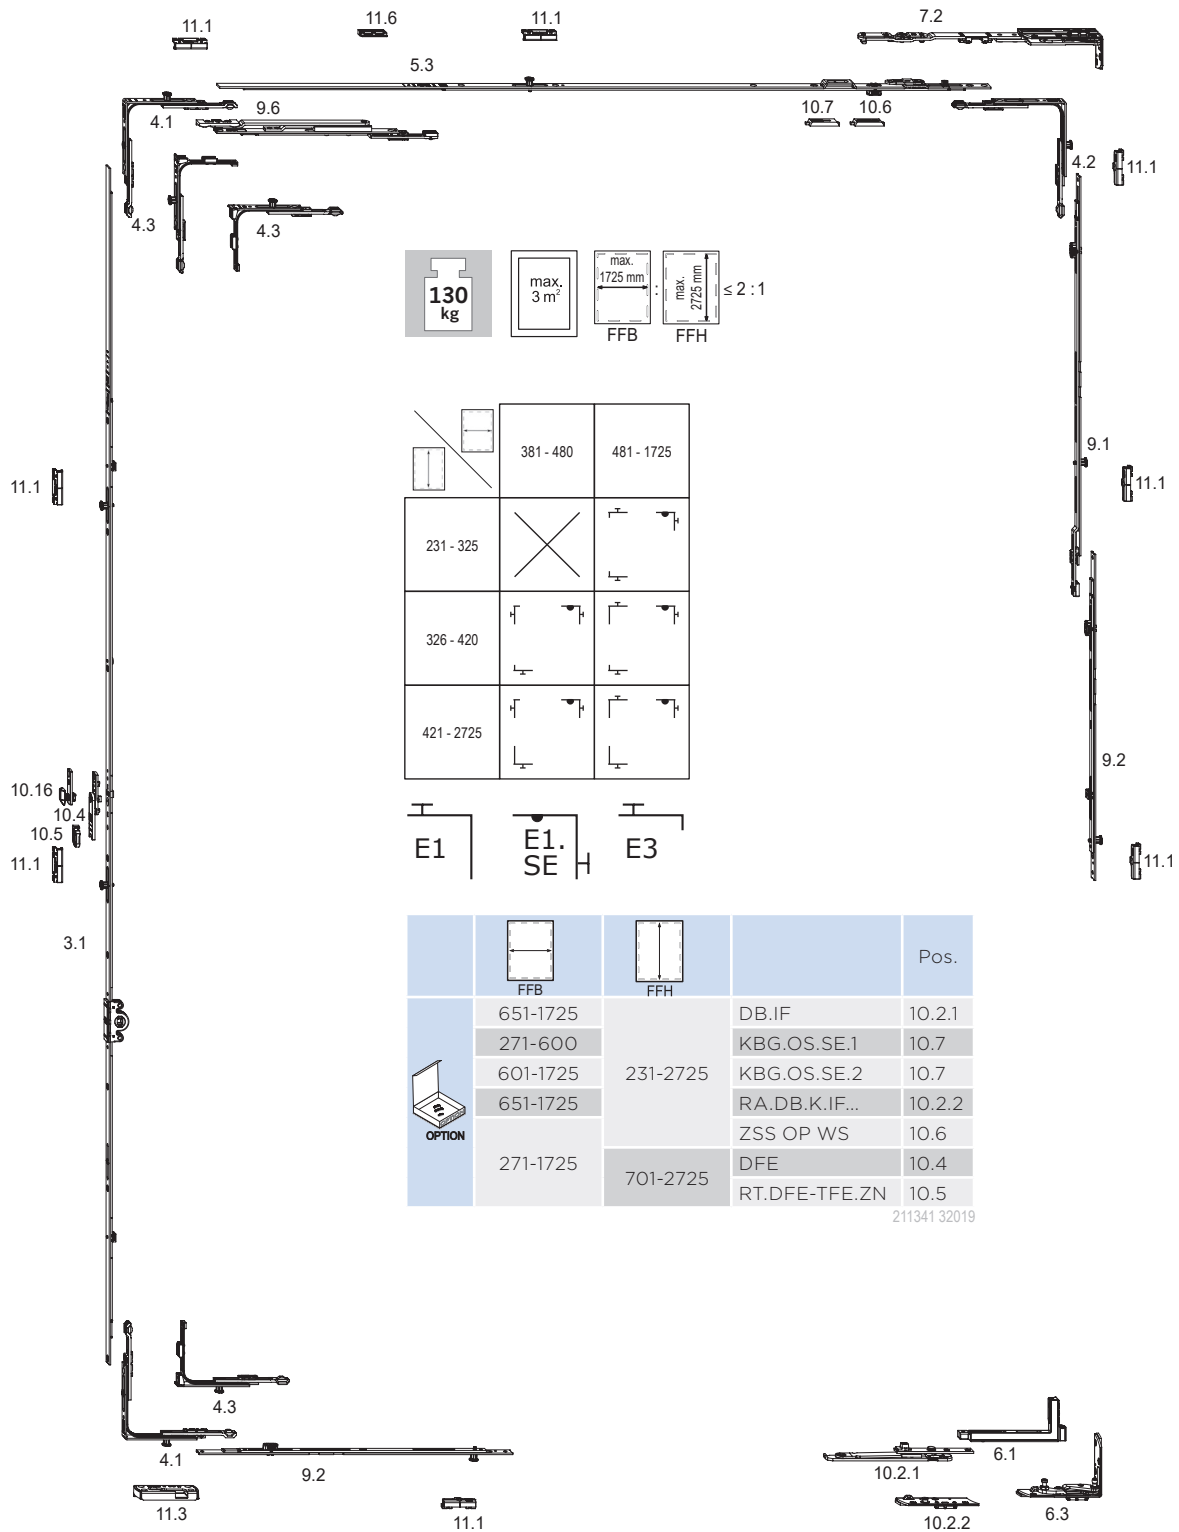 11.1
11.6
11.1
7.2
5.3
4.1
9.6
10.7
10.6
4.2
11.1
4.3
4.3
130
kg
max.
3 m²
max.
1725 mm
FFB
:
max.
2725 mm
FFH
≤ 2 : 1
381 - 480
481 - 1725
231 - 325
326 - 420
421 - 2725
11.1
9.1
11.1
9.2
10.16
10.4
10.5
11.1
11.1
E1
E1.
SE
E3
3.1
FFB
FFH
Pos.
651-1725
231-2725
DB.IF
10.2.1
271-600
KBG.OS.SE.1
10.7
601-1725
KBG.OS.SE.2
10.7
651-1725
RA.DB.K.IF...
10.2.2
OPTION
271-1725
ZSS OP WS
10.6
701-2725
DFE
10.4
RT.DFE-TFE.ZN
10.5
211341 32019
4.3
4.1
9.2
11.3
11.1
10.2.1
6.1
10.2.2
6.3